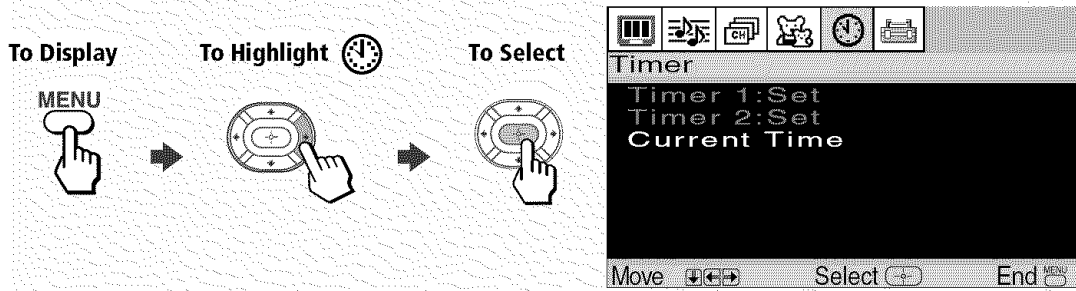 To Display
To Highlight
To Select
MENU
CH
Timer
Timer 1:Set
Timer 2:Set
Current Time
Move Select End MENU